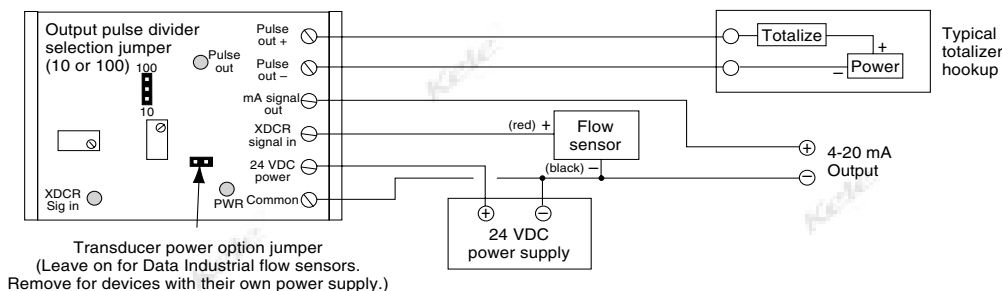 Output pulse divider
selection jumper
(10 or 100)
100
10
Pulse
out
Pulse
out +
Pulse
out –
mA signal
out
XDCR
signal in
24 VDC
power
Common
XDCR
Sig in
PWR
Transducer power option jumper
(Leave on for Data Industrial flow sensors.
Remove for devices with their own power supply.)
(red) +
Flow
sensor
(black) –
24 VDC
power supply
Totalize
+
– Power
Typical
totalizer
hookup
4-20 mA
Output
Kele
Kele
Kele